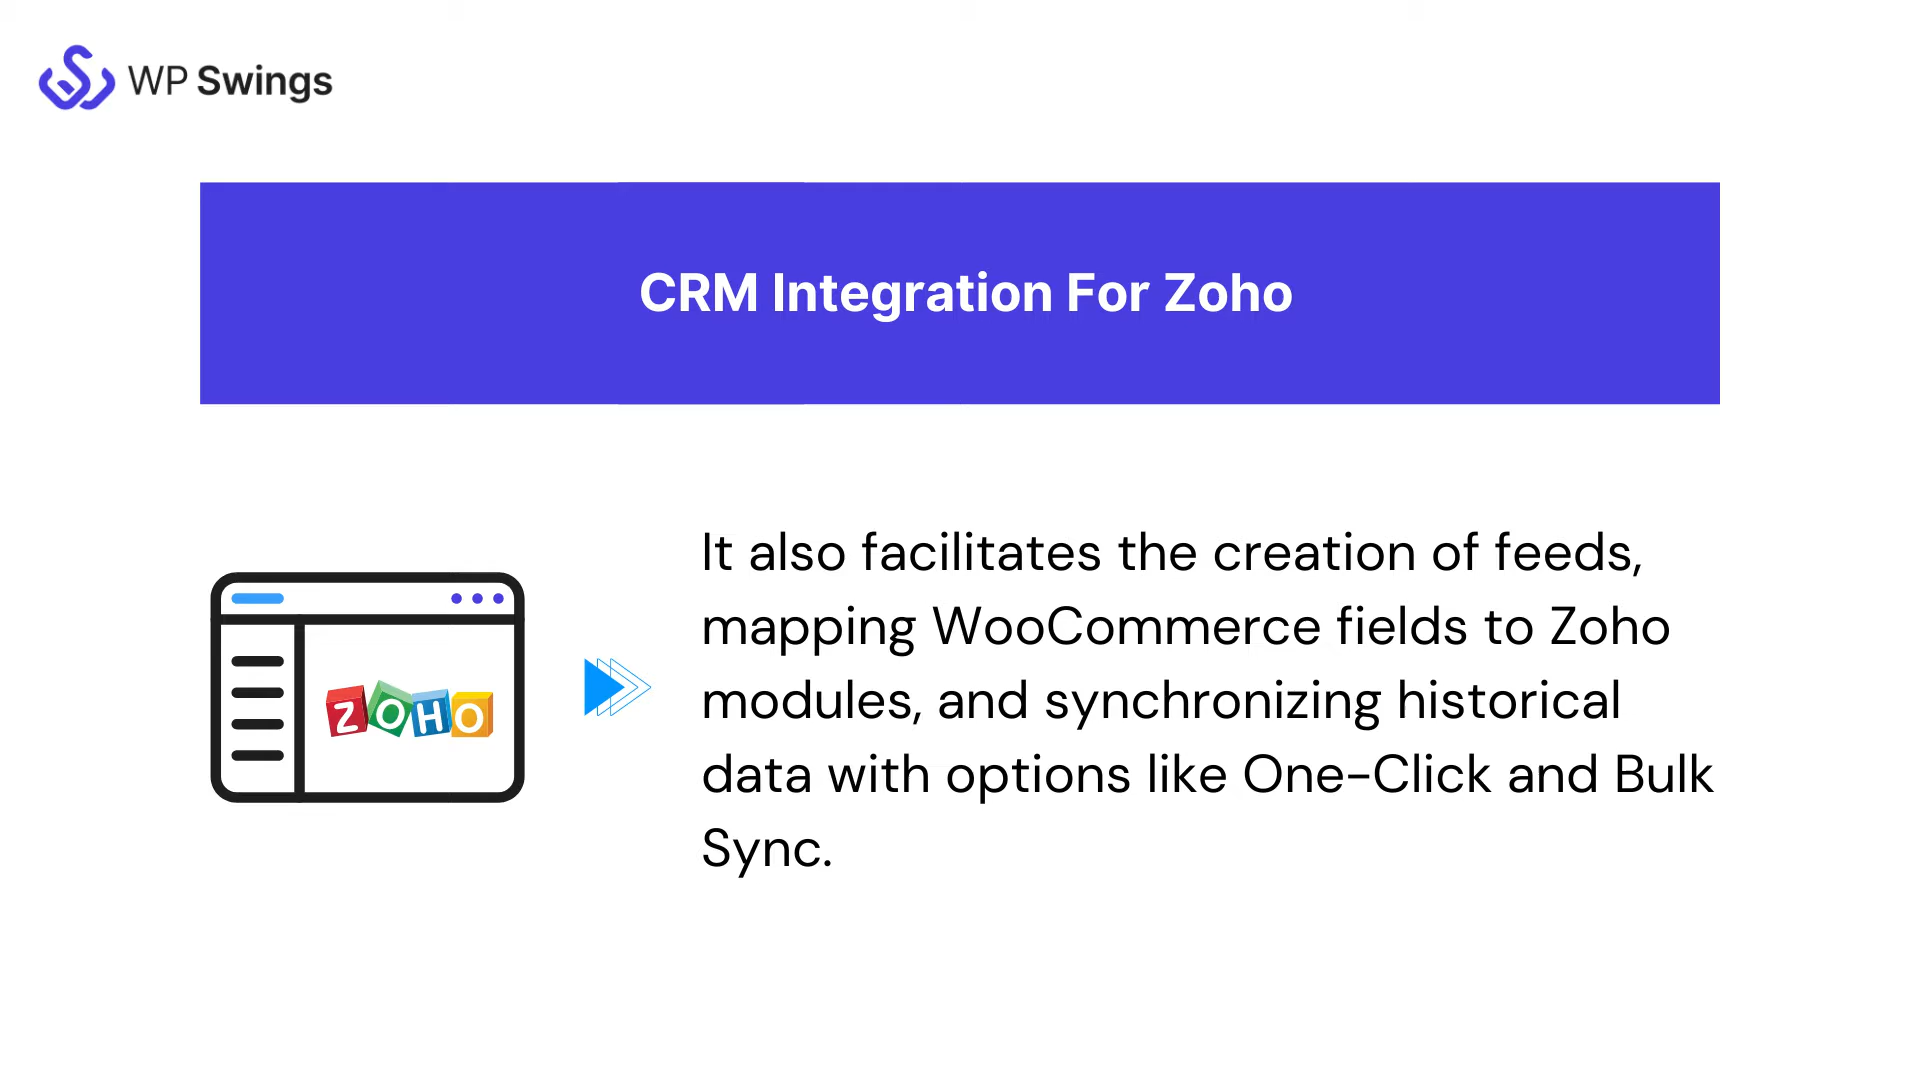 WP Swings
CRM Integration For Zoho
ZOHO
It also facilitates the creation of feeds,
mapping WooCommerce fields to Zoho
modules, and synchronizing historical
data with options like One-Click and Bulk
Sync.